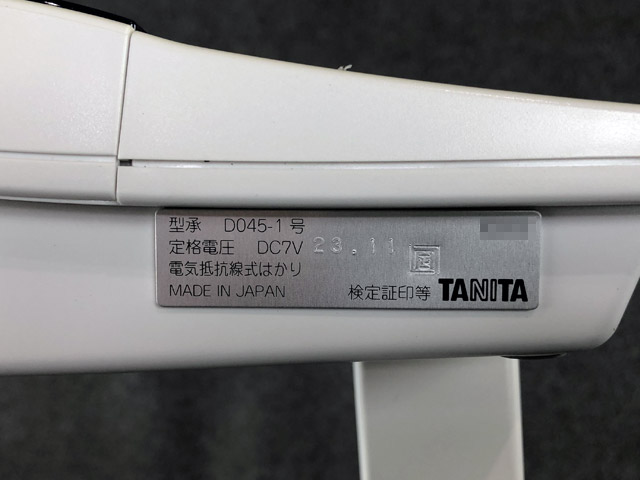 型承 D045-1号
定格電圧 DC7V 23.11
電気抵抗線式はかり
MADE IN JAPAN 検定証印等 TANITA